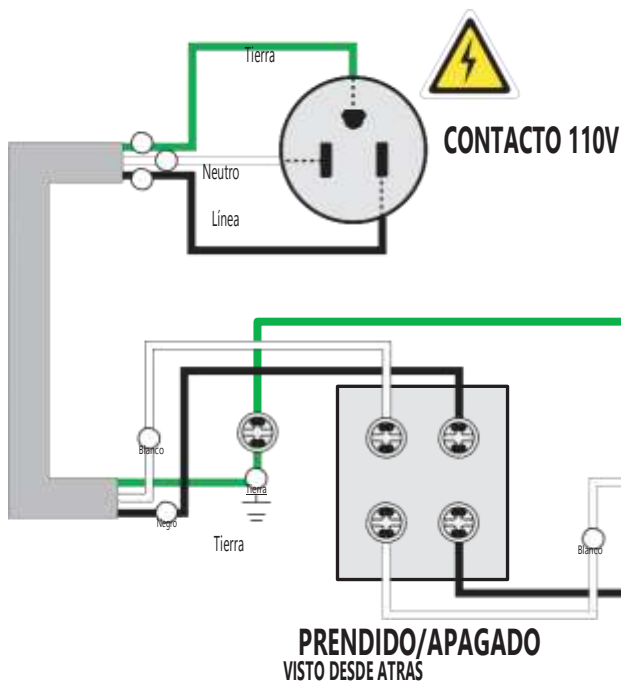 Tierra
CONTACTO 110V
Neutro
Línea
Blanco
Tierra
Negro
Tierra
Blanco
PRENDIDO/APAGADO
VISTO DESDE ATRAS